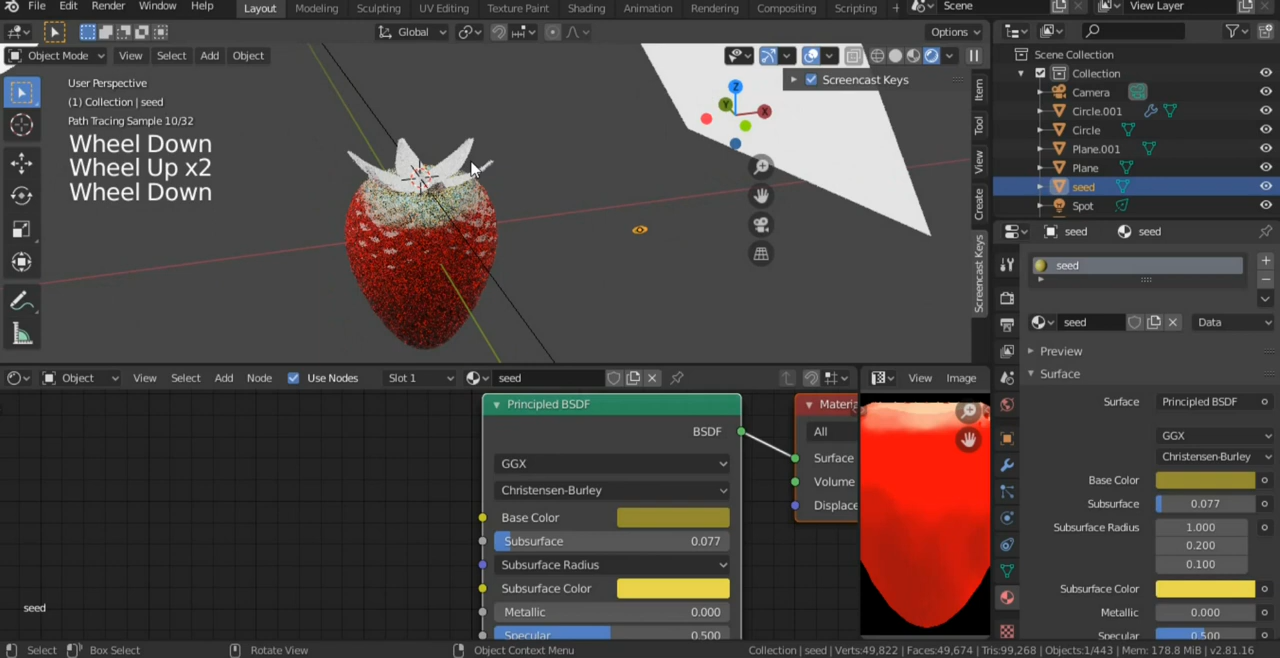 File Edit Render Window Help Layout Modeling Sculpting UV Editing Texture Paint Shading Animation Rendering Compositing Scripting + Scene View Layer
Global Options
Object Mode View Select Add Object
User Perspective
(1) Collection | seed
Path Tracing Sample 10/32
Wheel Down
Wheel Up x2
Wheel Down
Screencast Keys
Z
Y
X
Item
Tool
View
Create
Screencast Keys
Scene Collection
Collection
Camera
Circle.001
Circle
Plane.001
Plane
seed
Spot
seed seed
seed
seed Data
Preview
Surface
Surface Principled BSDF
GGX
Christensen-Burley
Base Color
Subsurface 0.077
Subsurface Radius 1.000
0.200
0.100
Subsurface Color
Metallic 0.000
Specular 0.500
Object View Select Add Node Use Nodes Slot 1 seed
View Image
Principled BSDF
BSDF
GGX
Christensen-Burley
Base Color
Subsurface 0.077
Subsurface Radius
Subsurface Color
Metallic 0.000
Specular 0.500
Materia
All
Surface
Volume
Displace
seed
Select Box Select Rotate View Object Context Menu Collection | seed | Verts:49,822 | Faces:49,674 | Tris:99,268 | Objects:1/443 | Mem: 178.8 MiB | v2.81.16